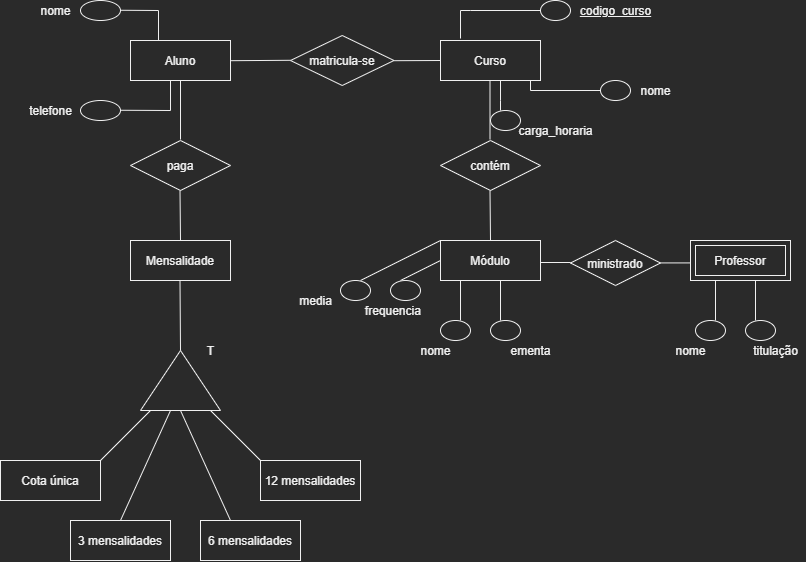 nome
codigo_curso
Aluno
matricula-se
Curso
nome
telefone
carga_horaria
paga
contém
Mensalidade
Módulo
ministrado
Professor
media
frequencia
nome
ementa
nome
titulação
T
Cota única
12 mensalidades
3 mensalidades
6 mensalidades